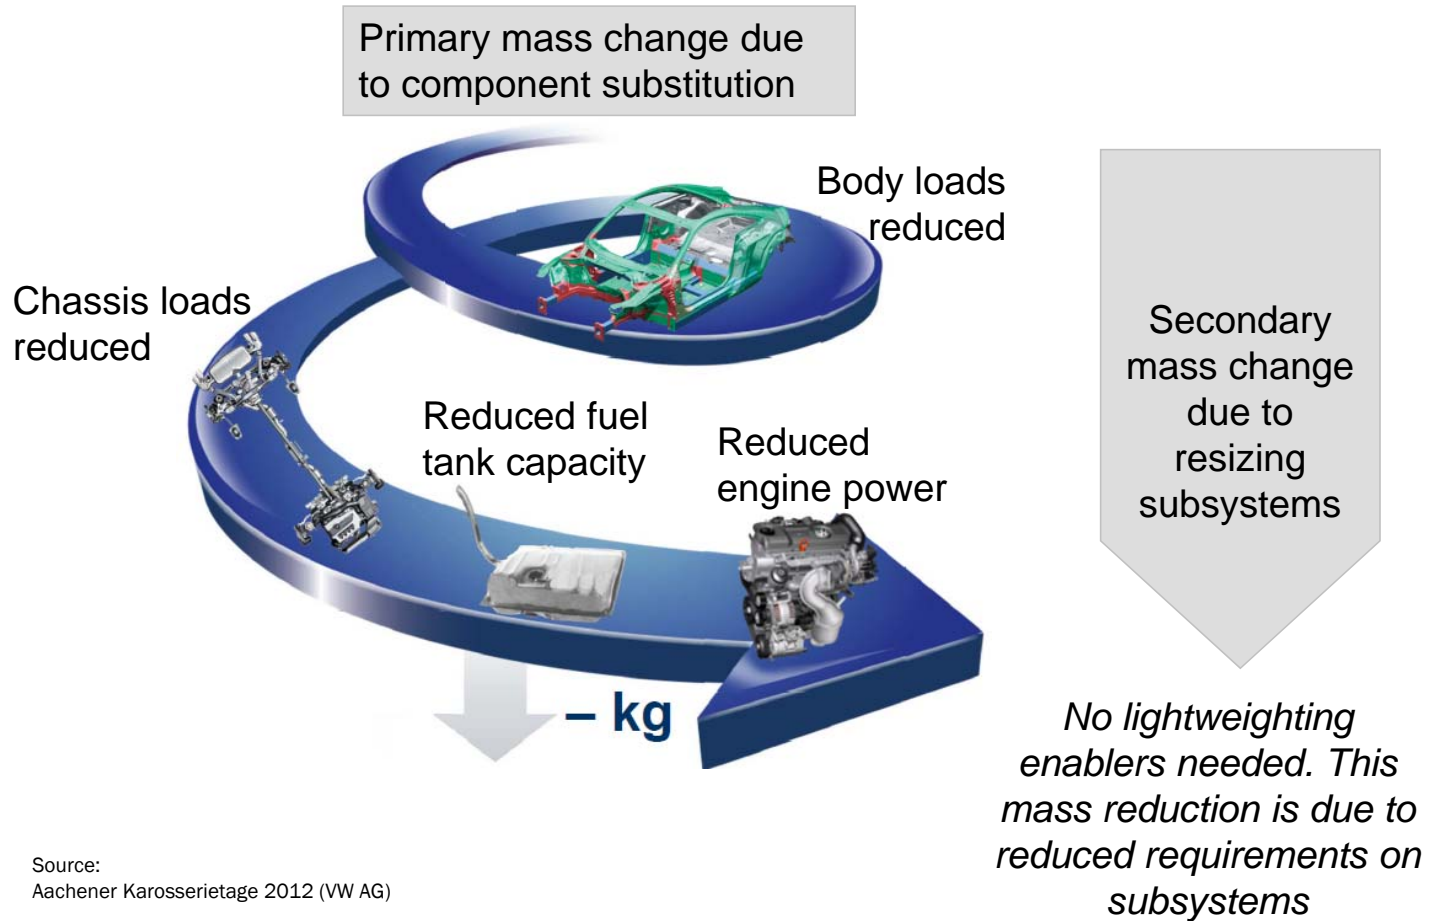 Primary mass change due
to component substitution
Body loads
reduced
Chassis loads
reduced
Reduced fuel
tank capacity
Reduced
engine power
– kg
Secondary
mass change
due to
resizing
subsystems
No lightweighting
enablers needed. This
mass reduction is due to
reduced requirements on
subsystems
Source:
Aachener Karosserietage 2012 (VW AG)